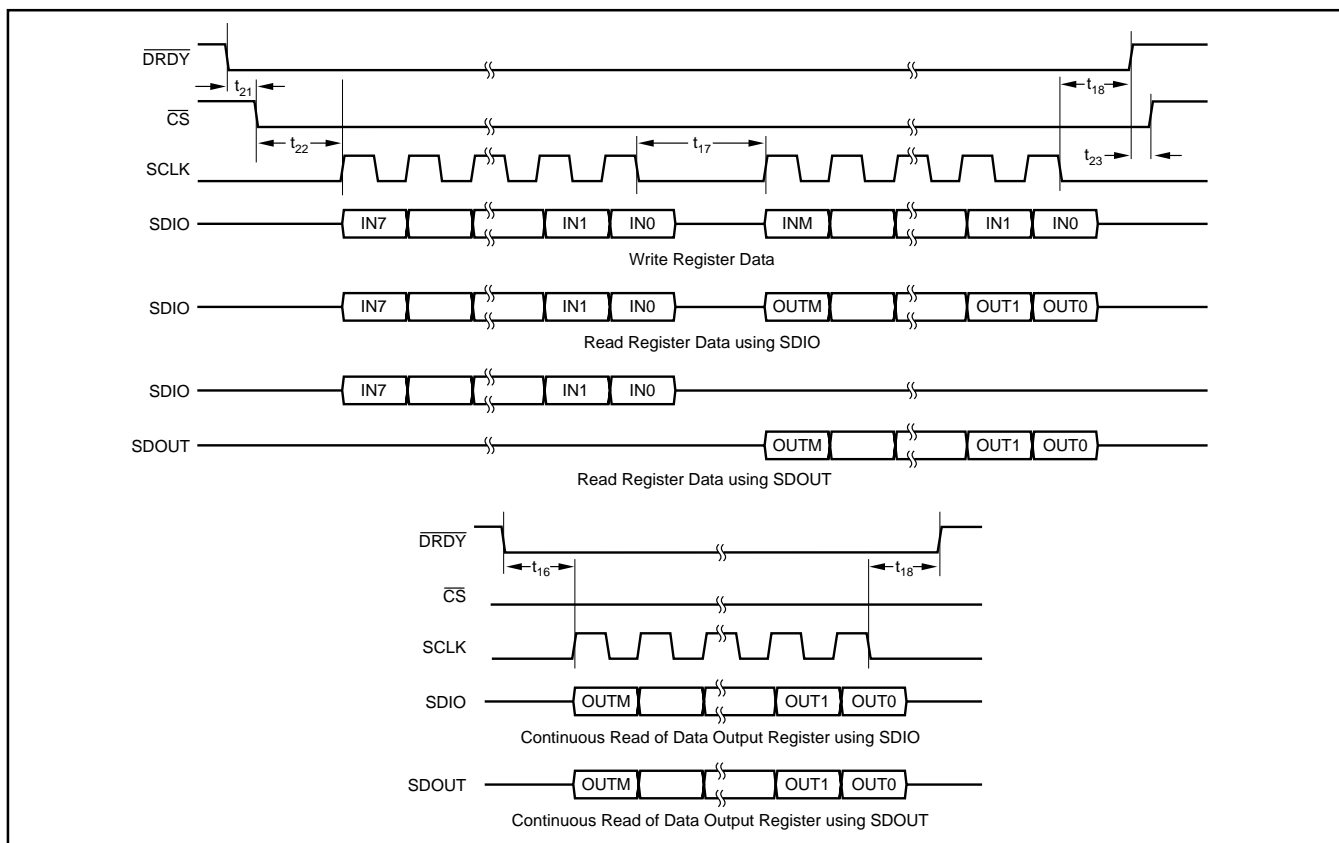 DRDY
t21
t18
CS
t22
t17
t23
SCLK
SDIO IN7 IN1 IN0 INM IN1 IN0
Write Register Data
SDIO IN7 IN1 IN0 OUTM OUT1 OUT0
Read Register Data using SDIO
SDIO IN7 IN1 IN0
SDOUT OUTM OUT1 OUT0
Read Register Data using SDOUT
DRDY
t16 t18
CS
SCLK
SDIO OUTM OUT1 OUT0
Continuous Read of Data Output Register using SDIO
SDOUT OUTM OUT1 OUT0
Continuous Read of Data Output Register using SDOUT